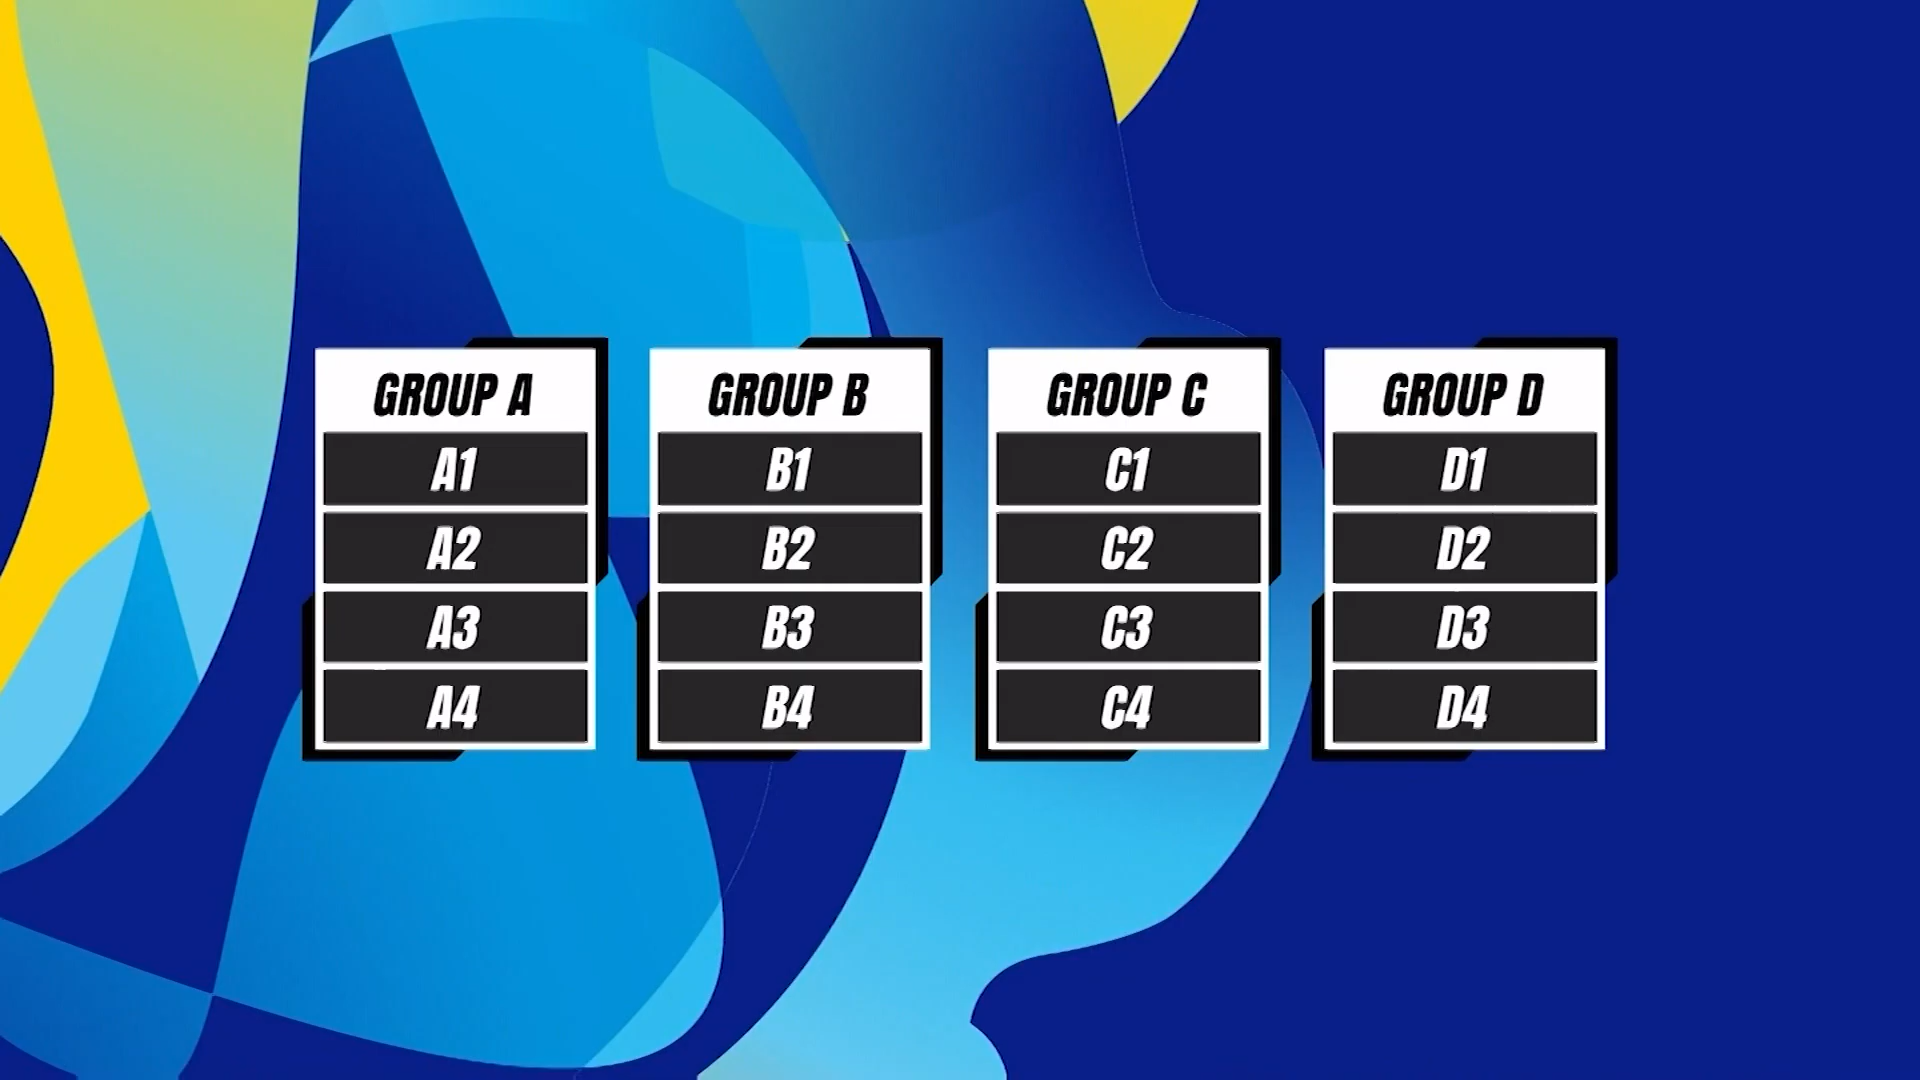 GROUP A
A1
A2
A3
A4
GROUP B
B1
B2
B3
B4
GROUP C
C1
C2
C3
C4
GROUP D
D1
D2
D3
D4